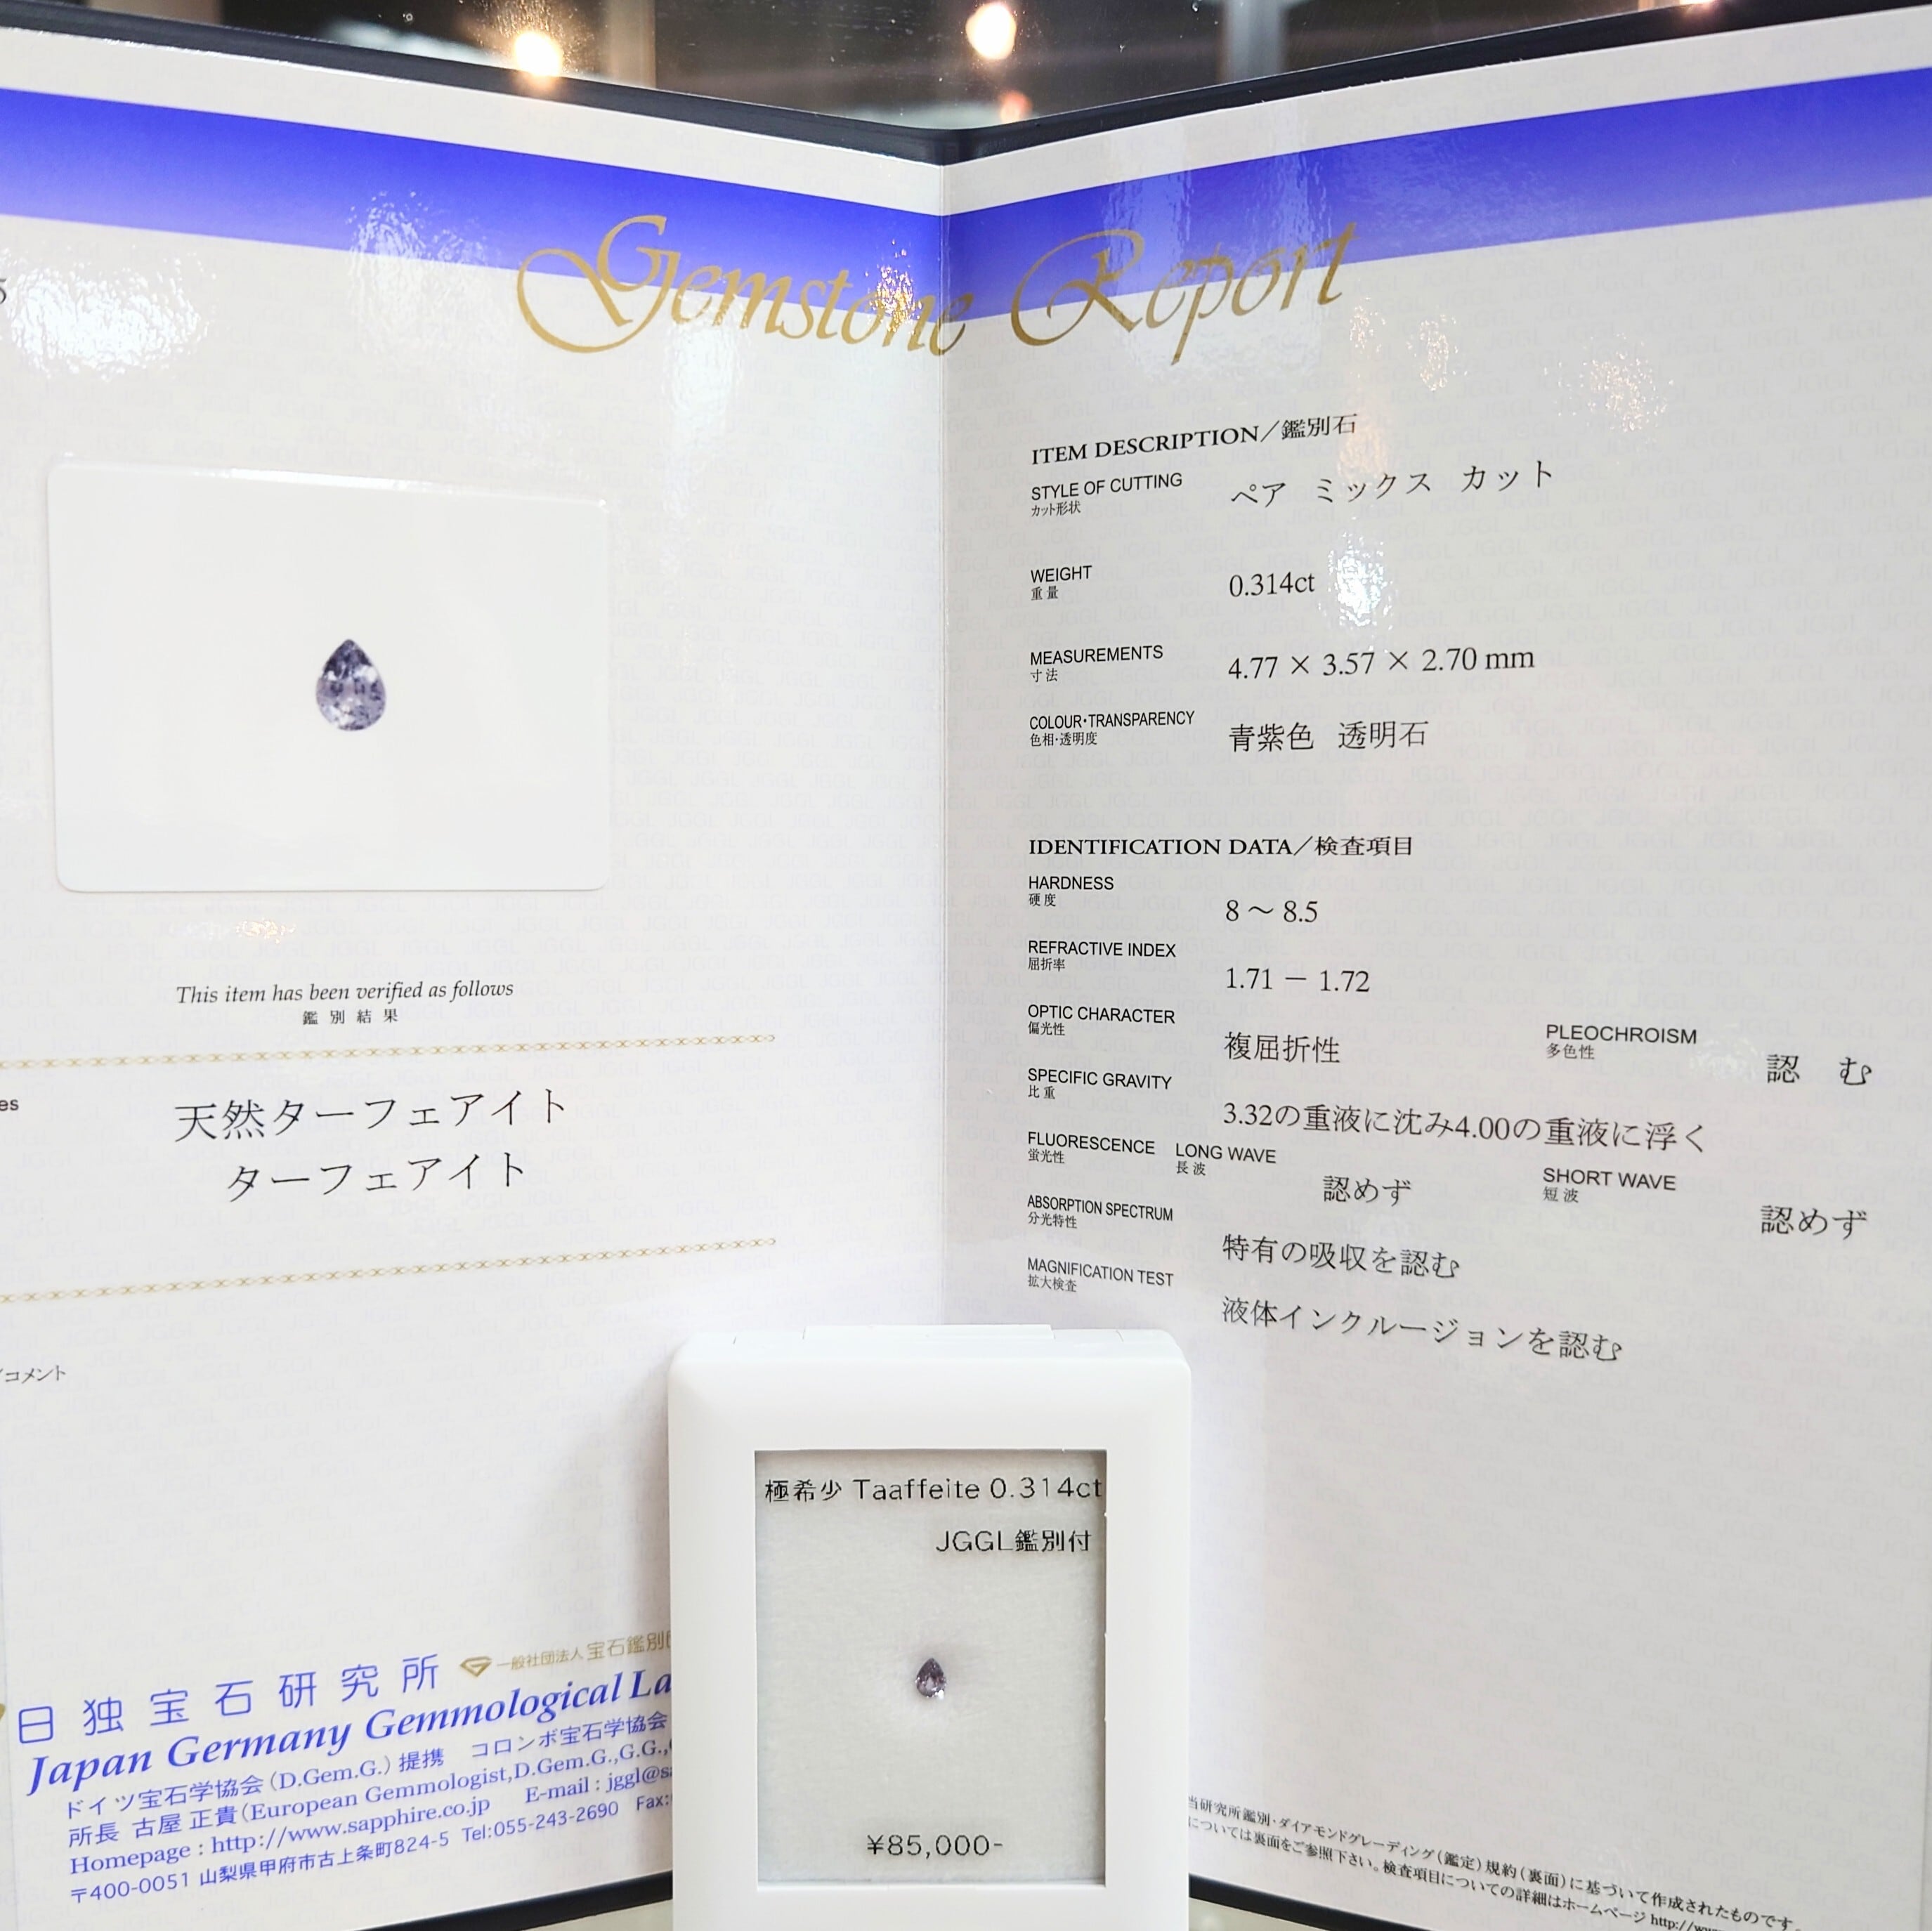 Gemstone Report
This item has been verified as follows
鑑別結果
天然ターフェアイト
ターフェアイト
コメント
日独宝石研究所
一般社団法人 宝石鑑別
Japan Germany Gemmological
ドイツ宝石学協会(D.Gem.G.)提携 コロンボ宝石学協会
所長 古屋 正貴(European Gemmologist,D.Gem.G.,G.G.,
Homepage : http://www.sapphire.co.jp E-mail : jggl@
〒400-0051 山梨県甲府市古上条町824-5 Tel:055-243-2690 Fax:
ITEM DESCRIPTION/鑑別石
STYLE OF CUTTING
カット形状
ペア ミックス カット
WEIGHT
重量
0.314ct
MEASUREMENTS
寸法
4.77 × 3.57 × 2.70 mm
COLOUR・TRANSPARENCY
色相・透明度
青紫色 透明石
IDENTIFICATION DATA/検査項目
HARDNESS
硬度
8 〜 8.5
REFRACTIVE INDEX
屈折率
1.71 − 1.72
OPTIC CHARACTER
偏光性
複屈折性
PLEOCHROISM
多色性
認 む
SPECIFIC GRAVITY
比重
3.32の重液に沈み4.00の重液に浮く
FLUORESCENCE
蛍光性
LONG WAVE
長波
認めず
SHORT WAVE
短波
認めず
ABSORPTION SPECTRUM
分光特性
特有の吸収を認む
MAGNIFICATION TEST
拡大検査
液体インクルージョンを認む
当研究所鑑別・ダイアモンドグレーディング(鑑定)規約(裏面)に基づいて作成されたものです。
については裏面をご参照下さい。検査項目についての詳細はホームページ
極希少 Taaffeite 0.314ct
JGGL鑑別付
¥85,000-